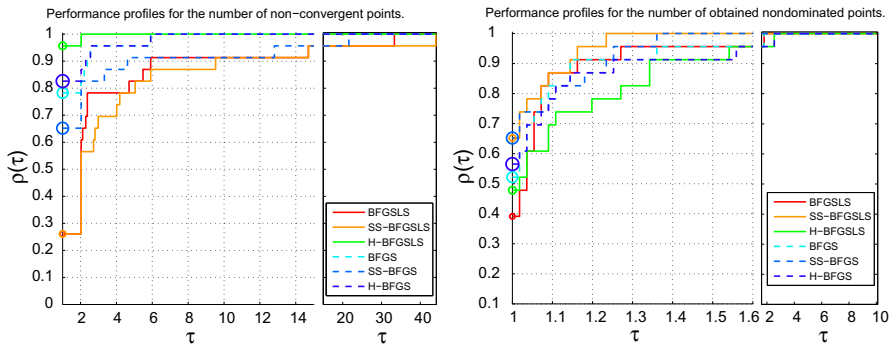 Performance profiles for the number of non−convergent points.
1
0.9
0.8
0.7
0.6
0.5
0.4
0.3
0.2
0.1
0
ρ(τ)
2 4 6 8 10 12 14
τ
20 30 40
τ
BFGSLS
SS−BFGSLS
H−BFGSLS
BFGS
SS−BFGS
H−BFGS
Performance profiles for the number of obtained nondominated points.
1
0.9
0.8
0.7
0.6
0.5
0.4
0.3
0.2
0.1
ρ(τ)
1 1.1 1.2 1.3 1.4 1.5 1.6
τ
2 4 6 8 10
τ
BFGSLS
SS−BFGSLS
H−BFGSLS
BFGS
SS−BFGS
H−BFGS